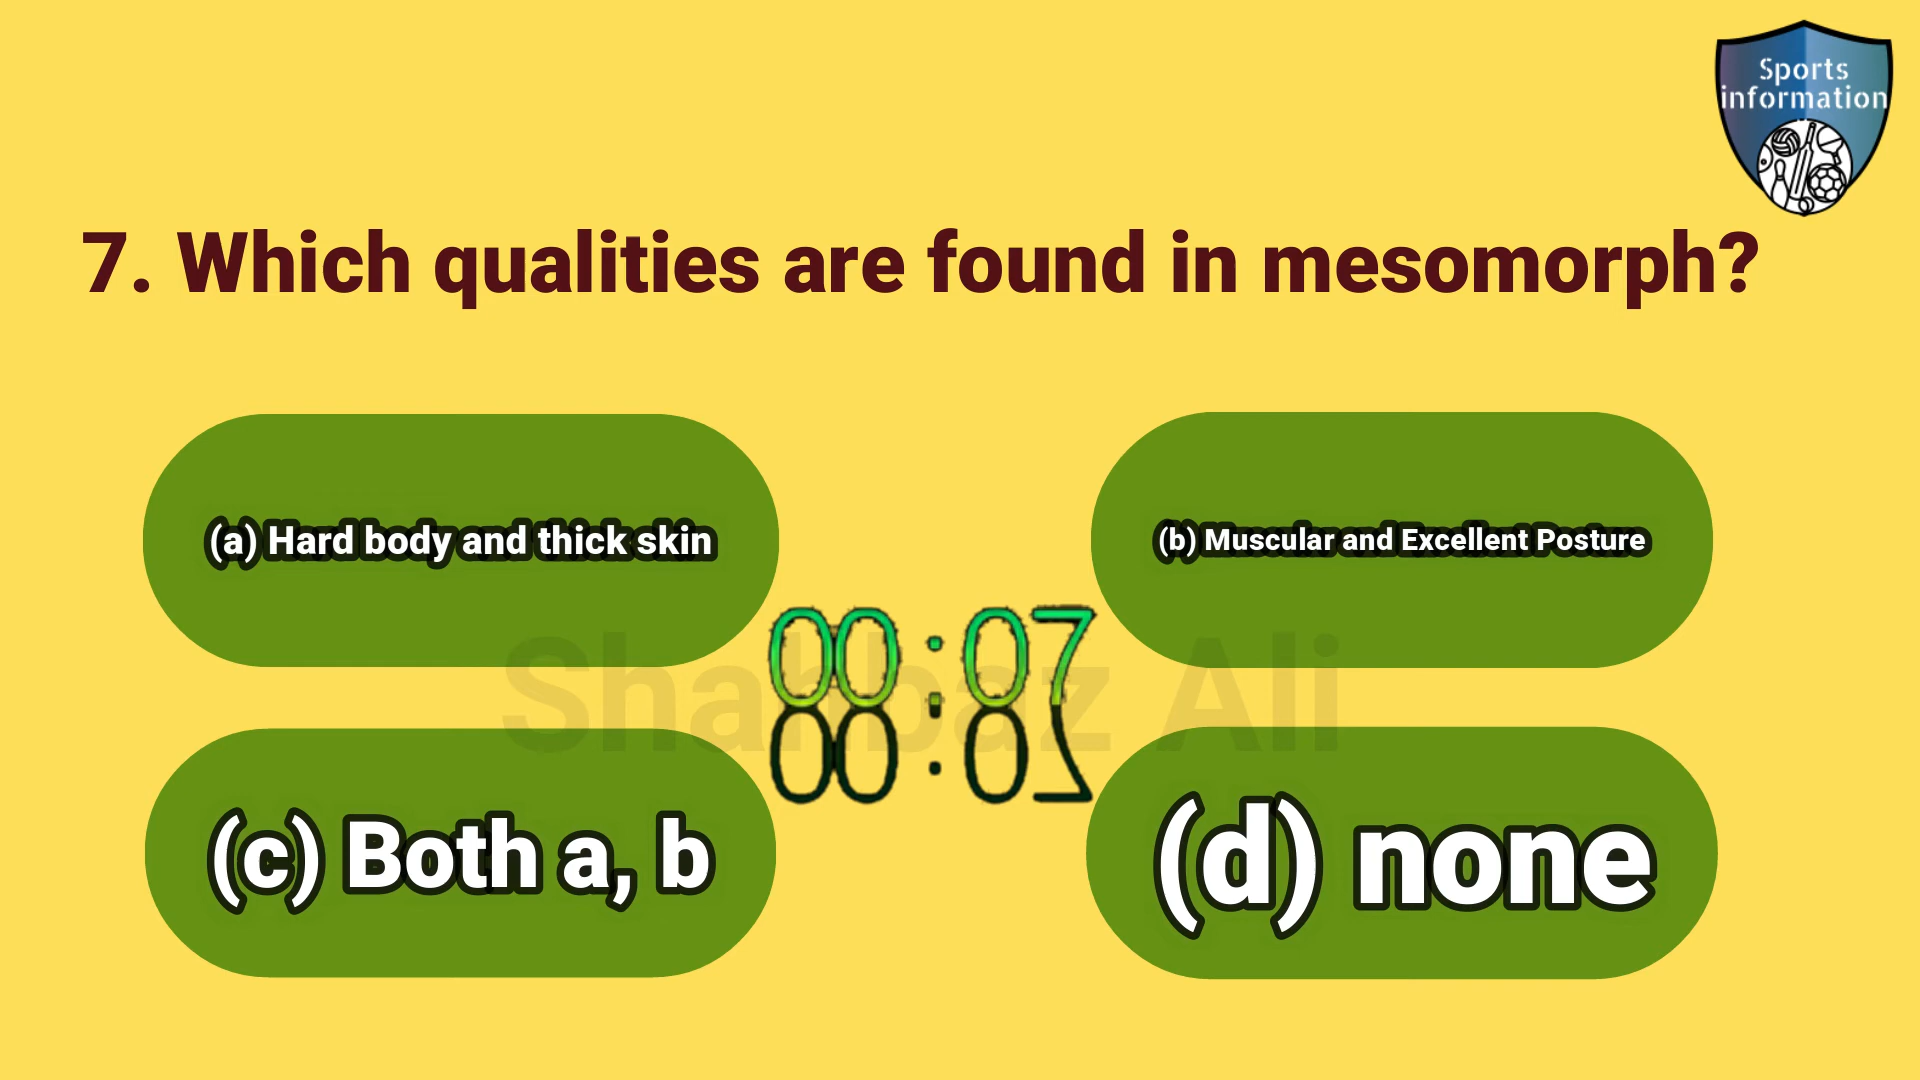 Sports
information
7. Which qualities are found in mesomorph?
(a) Hard body and thick skin
(b) Muscular and Excellent Posture
00:07
Shahbaz Ali
(c) Both a, b
(d) none